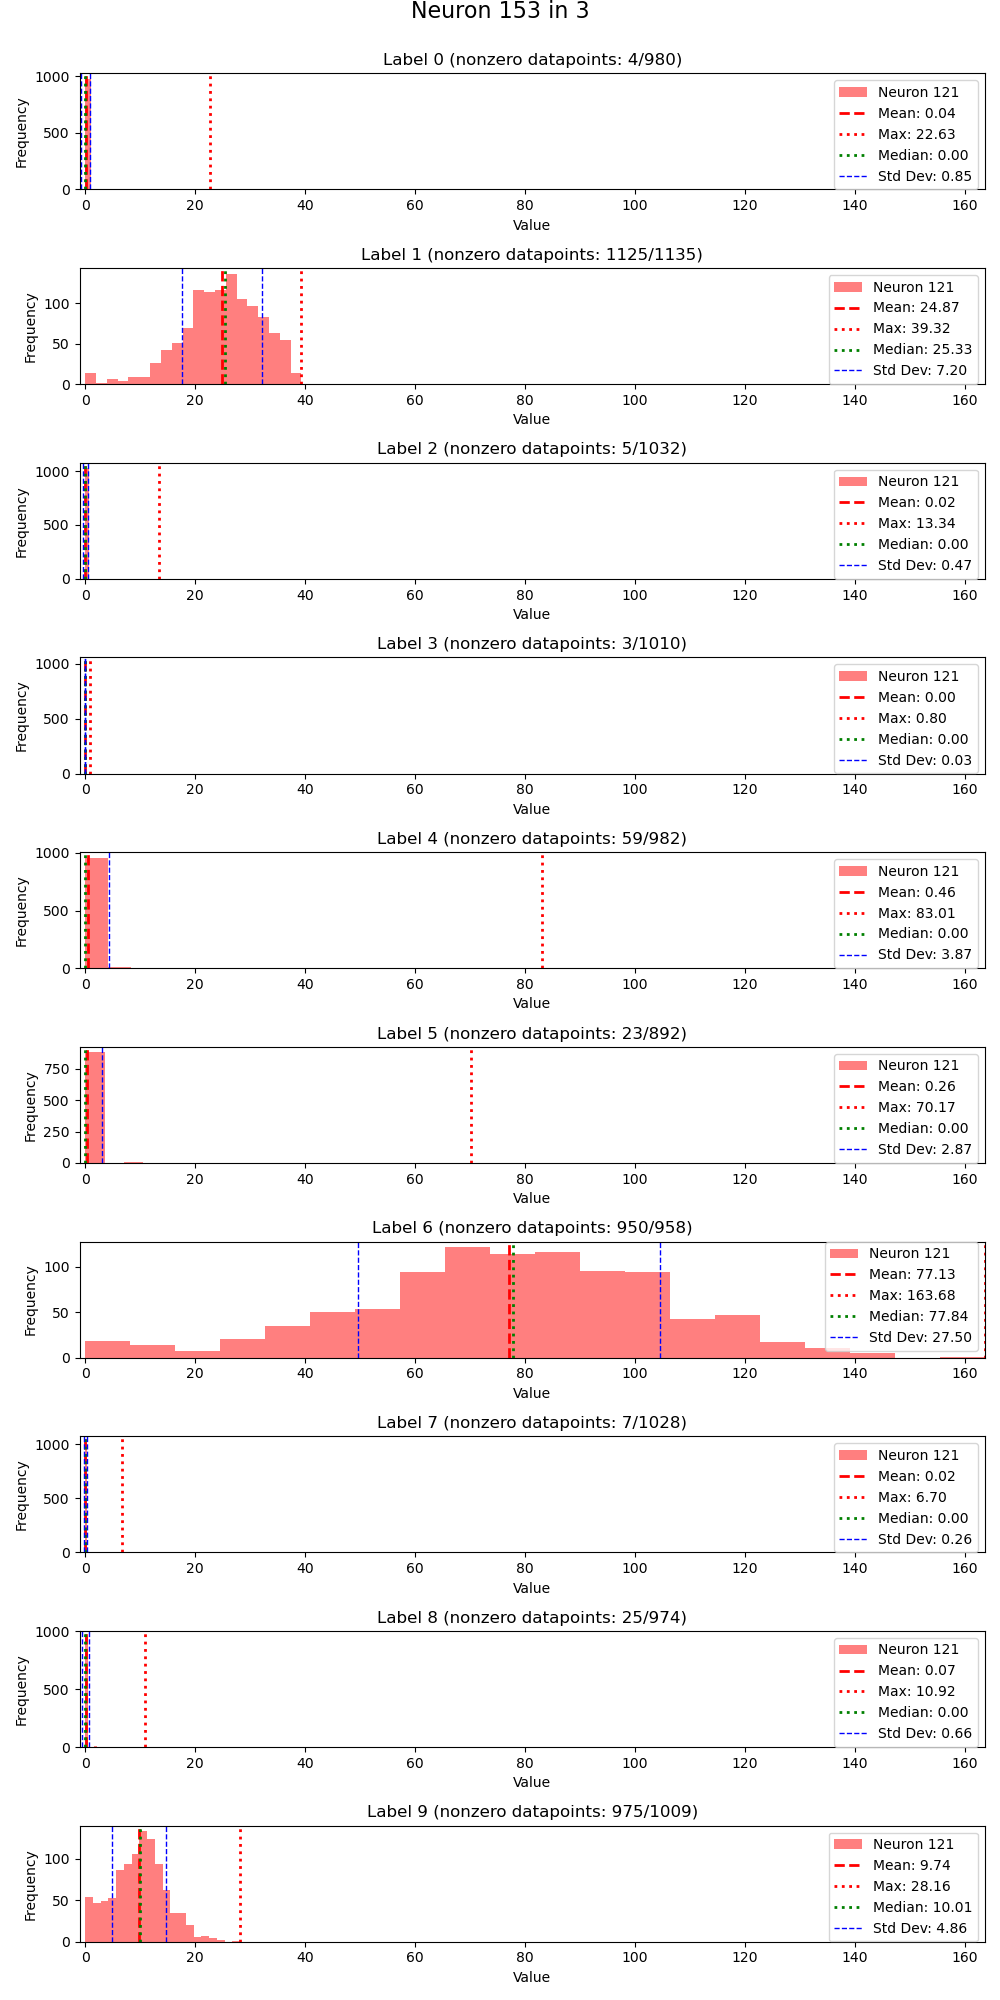 Neuron 153 in 3
Label 0 (nonzero datapoints: 4/980)
Frequency
1000
500
0
Neuron 121
Mean: 0.04
Max: 22.63
Median: 0.00
Std Dev: 0.85
0 20 40 60 80 100 120 140 160
Value
Label 1 (nonzero datapoints: 1125/1135)
Frequency
100
50
0
Neuron 121
Mean: 24.87
Max: 39.32
Median: 25.33
Std Dev: 7.20
0 20 40 60 80 100 120 140 160
Value
Label 2 (nonzero datapoints: 5/1032)
Frequency
1000
500
0
Neuron 121
Mean: 0.02
Max: 13.34
Median: 0.00
Std Dev: 0.47
0 20 40 60 80 100 120 140 160
Value
Label 3 (nonzero datapoints: 3/1010)
Frequency
1000
500
0
Neuron 121
Mean: 0.00
Max: 0.80
Median: 0.00
Std Dev: 0.03
0 20 40 60 80 100 120 140 160
Value
Label 4 (nonzero datapoints: 59/982)
Frequency
1000
500
0
Neuron 121
Mean: 0.46
Max: 83.01
Median: 0.00
Std Dev: 3.87
0 20 40 60 80 100 120 140 160
Value
Label 5 (nonzero datapoints: 23/892)
Frequency
750
500
250
0
Neuron 121
Mean: 0.26
Max: 70.17
Median: 0.00
Std Dev: 2.87
0 20 40 60 80 100 120 140 160
Value
Label 6 (nonzero datapoints: 950/958)
Frequency
100
50
0
Neuron 121
Mean: 77.13
Max: 163.68
Median: 77.84
Std Dev: 27.50
0 20 40 60 80 100 120 140 160
Value
Label 7 (nonzero datapoints: 7/1028)
Frequency
1000
500
0
Neuron 121
Mean: 0.02
Max: 6.70
Median: 0.00
Std Dev: 0.26
0 20 40 60 80 100 120 140 160
Value
Label 8 (nonzero datapoints: 25/974)
Frequency
1000
500
0
Neuron 121
Mean: 0.07
Max: 10.92
Median: 0.00
Std Dev: 0.66
0 20 40 60 80 100 120 140 160
Value
Label 9 (nonzero datapoints: 975/1009)
Frequency
100
50
0
Neuron 121
Mean: 9.74
Max: 28.16
Median: 10.01
Std Dev: 4.86
0 20 40 60 80 100 120 140 160
Value